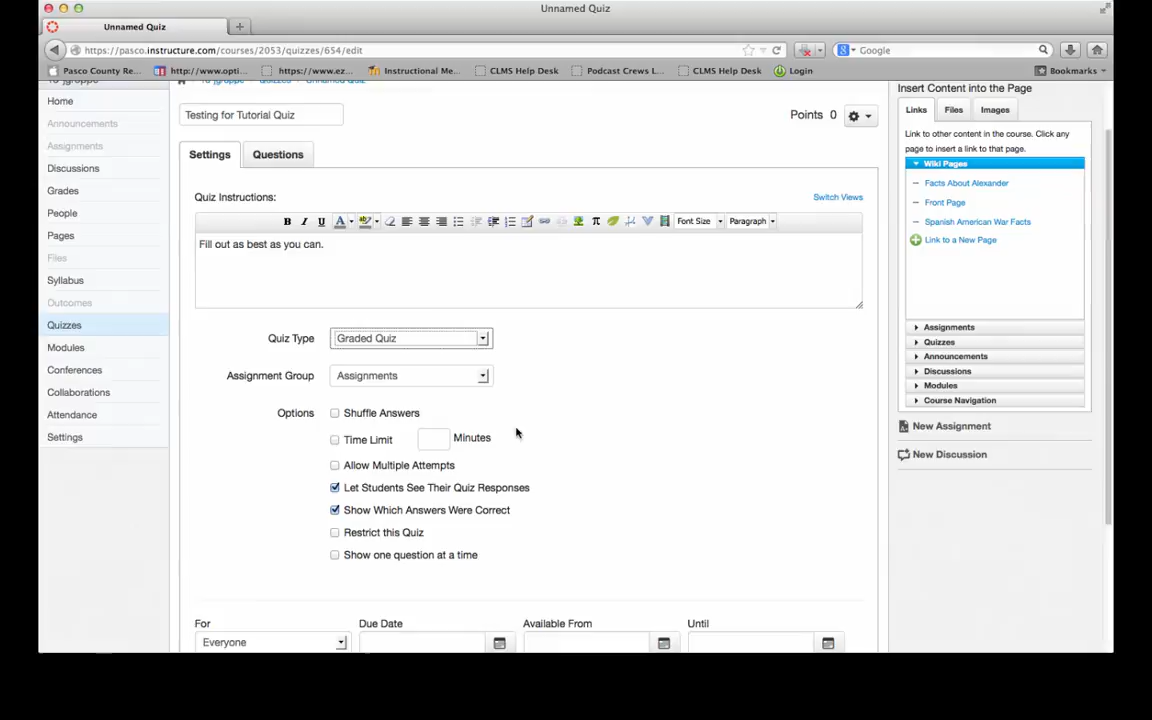 Unnamed Quiz
Unnamed Quiz
https://pasco.instructure.com/courses/2053/quizzes/654/edit
Google
Pasco County Re...
http://www.opti...
https://www.ez...
Instructional Me...
CLMS Help Desk
Podcast Crews L...
CLMS Help Desk
Login
Bookmarks
Home
Announcements
Assignments
Discussions
Grades
People
Pages
Files
Syllabus
Outcomes
Quizzes
Modules
Conferences
Collaborations
Attendance
Settings
Testing for Tutorial Quiz
Points 0
Settings
Questions
Quiz Instructions:
Switch Views
B I U A
Font Size
Paragraph
Fill out as best as you can.
Quiz Type
Graded Quiz
Assignment Group
Assignments
Options
Shuffle Answers
Time Limit
Minutes
Allow Multiple Attempts
Let Students See Their Quiz Responses
Show Which Answers Were Correct
Restrict this Quiz
Show one question at a time
For
Due Date
Available From
Until
Everyone
Insert Content into the Page
Links
Files
Images
Link to other content in the course. Click any
page to insert a link to that page.
Wiki Pages
Facts About Alexander
Front Page
Spanish American War Facts
Link to a New Page
Assignments
Quizzes
Announcements
Discussions
Modules
Course Navigation
New Assignment
New Discussion